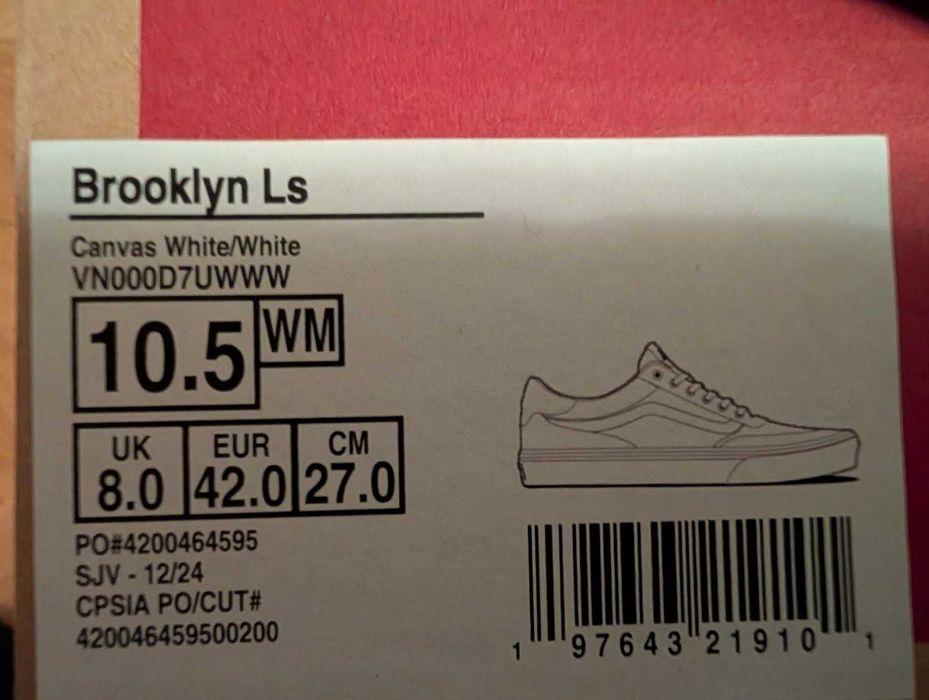 Brooklyn Ls
Canvas White/White
VN000D7UWWW
10.5 WM
UK EUR CM
8.0 42.0 27.0
PO#4200464595
SJV - 12/24
CPSIA PO/CUT#
420046459500200
1 97643 21910 1